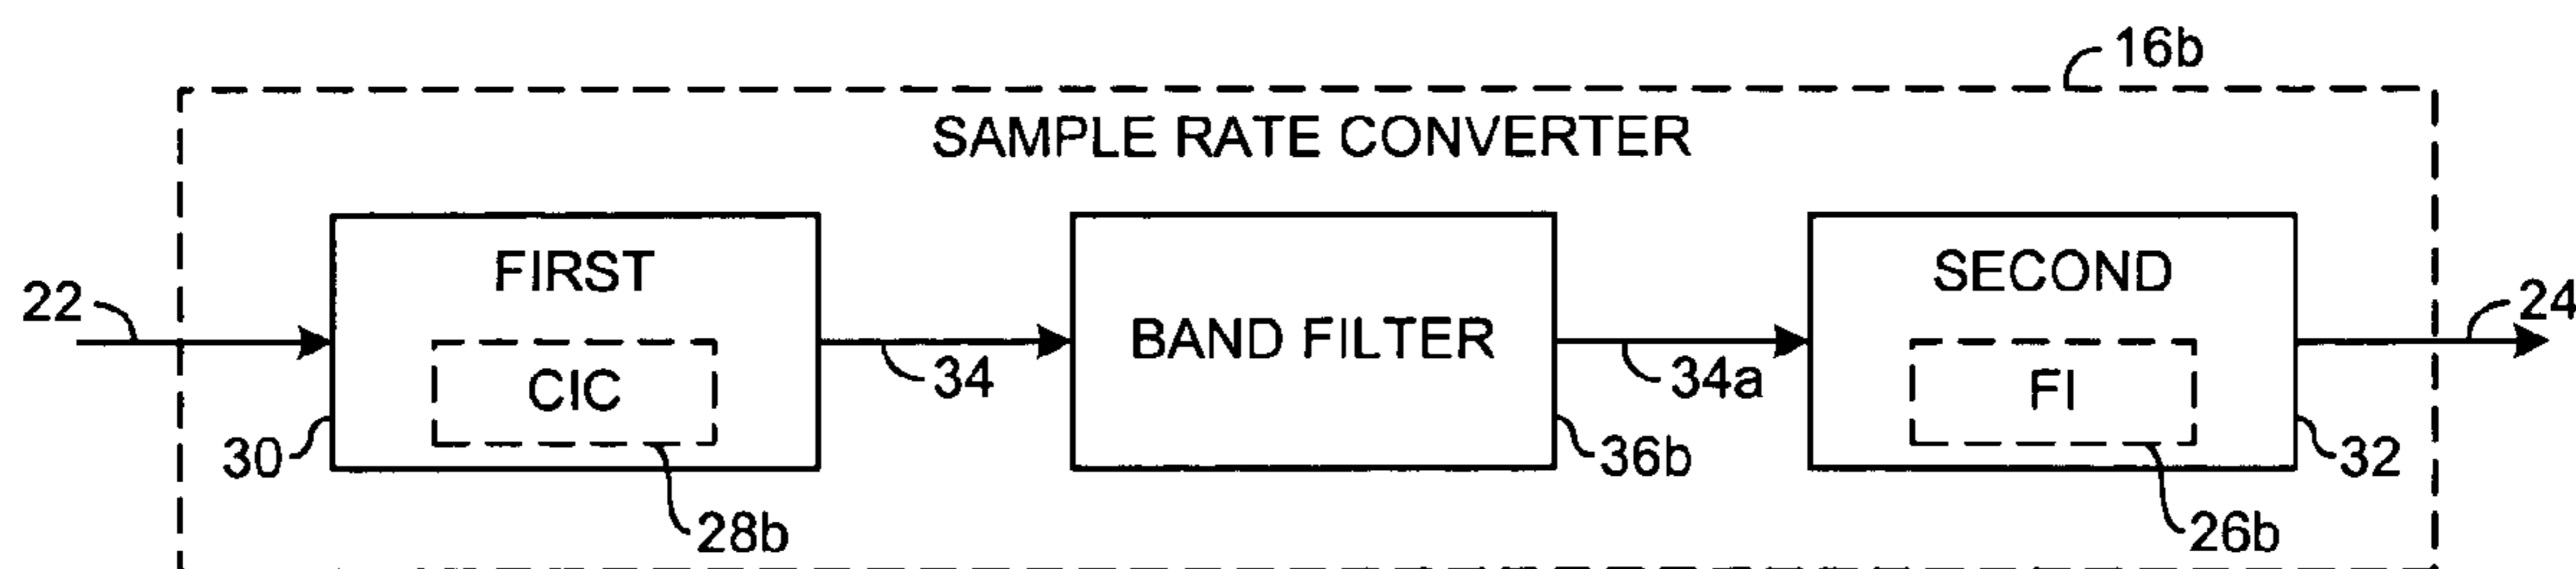 16b
SAMPLE RATE CONVERTER
FIRST
SECOND
22
24
BAND FILTER
CIC
34
34a
FI
30
36b
32
28b
26b